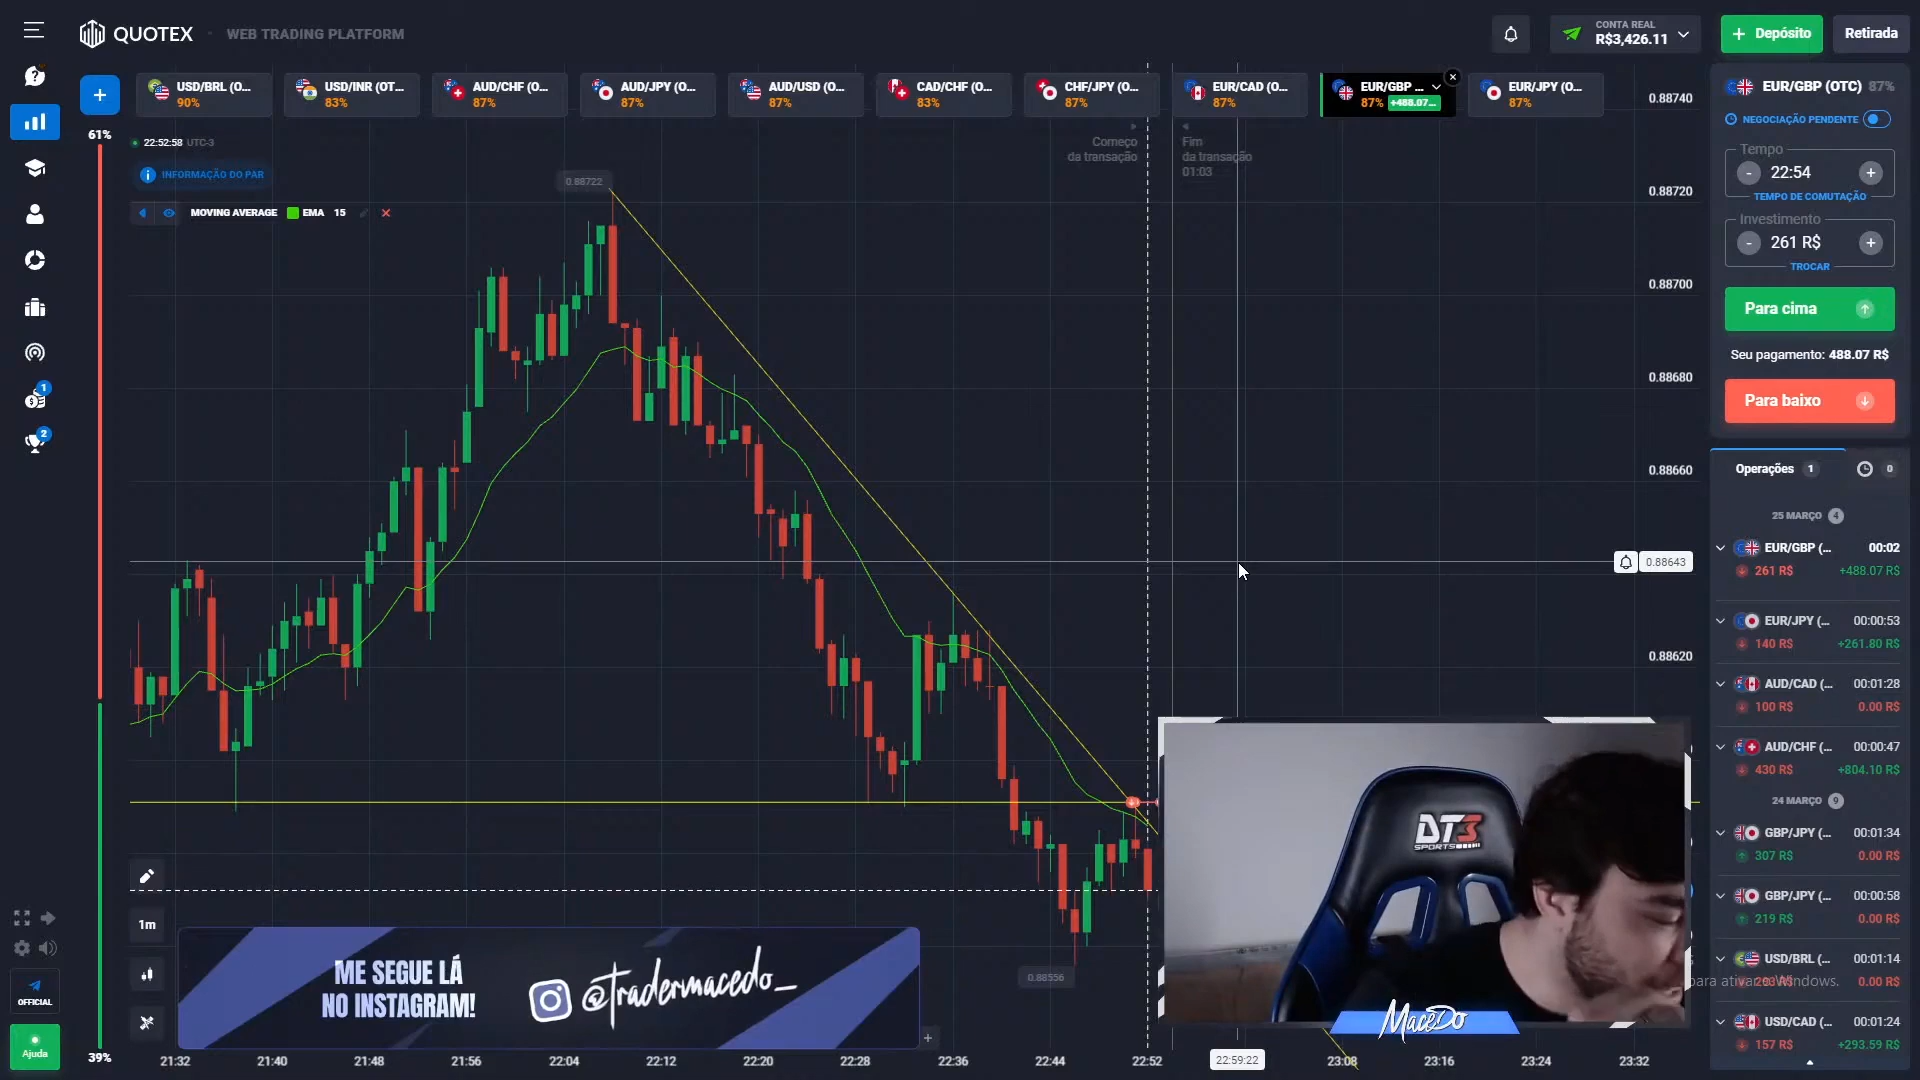 QUOTEX
WEB TRADING PLATFORM
CONTA REAL
R$3,426.11
Depósito
Retirada
USD/BRL (O...
90%
USD/INR (OT...
83%
AUD/CHF (O...
87%
AUD/JPY (O...
87%
AUD/USD (O...
87%
CAD/CHF (O...
83%
CHF/JPY (O...
87%
EUR/CAD (O...
87%
EUR/GBP ...
87% +488.07...
EUR/JPY (O...
87%
61%
22:52:58 UTC-3
INFORMAÇÃO DO PAR
MOVING AVERAGE EMA 15
Começo
da transação
Fim
da transação
01:03
0.88722
0.88740
0.88720
0.88700
0.88680
0.88660
0.88643
0.88620
0.88556
EUR/GBP (OTC) 87%
NEGOCIAÇÃO PENDENTE
Tempo
- 22:54 +
TEMPO DE COMUTAÇÃO
Investimento
- 261 R$ +
TROCAR
Para cima
Seu pagamento: 488.07 R$
Para baixo
Operações 1
0
25 MARÇO 4
EUR/GBP (... 00:02
261 R$ +488.07 R$
EUR/JPY (... 00:00:53
140 R$ +261.80 R$
AUD/CAD (... 00:01:28
100 R$ 0.00 R$
AUD/CHF (... 00:00:47
430 R$ +804.10 R$
24 MARÇO 9
GBP/JPY (... 00:01:34
307 R$ 0.00 R$
GBP/JPY (... 00:00:58
219 R$ 0.00 R$
USD/BRL (... 00:01:14
0.00 R$
para ativar Windows.
USD/CAD (... 00:01:24
157 R$ +293.59 R$
1
2
1m
OFFICIAL
Ajuda
39%
ME SEGUE LÁ
NO INSTAGRAM!
@tradermacedo_
DT3
SPORTS
MaceDo
21:32
21:40
21:48
21:56
22:04
22:12
22:20
22:28
22:36
22:44
22:52
22:59:22
23:08
23:16
23:24
23:32